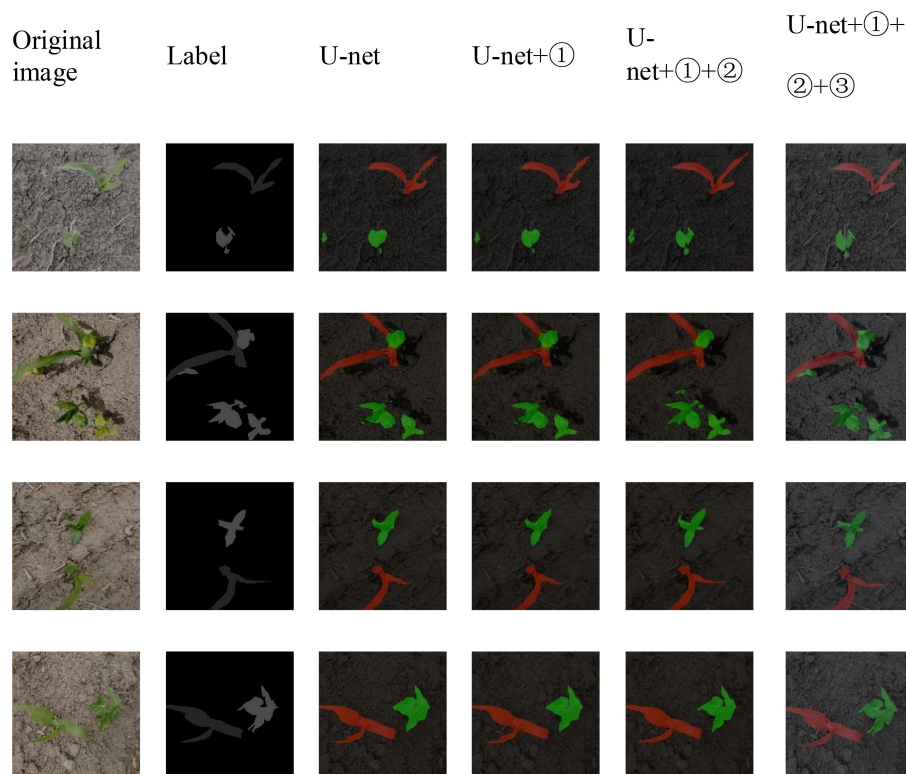 Original
image
Label
U-net
U-net+①
U-
net+①+②
U-net+①+
②+③